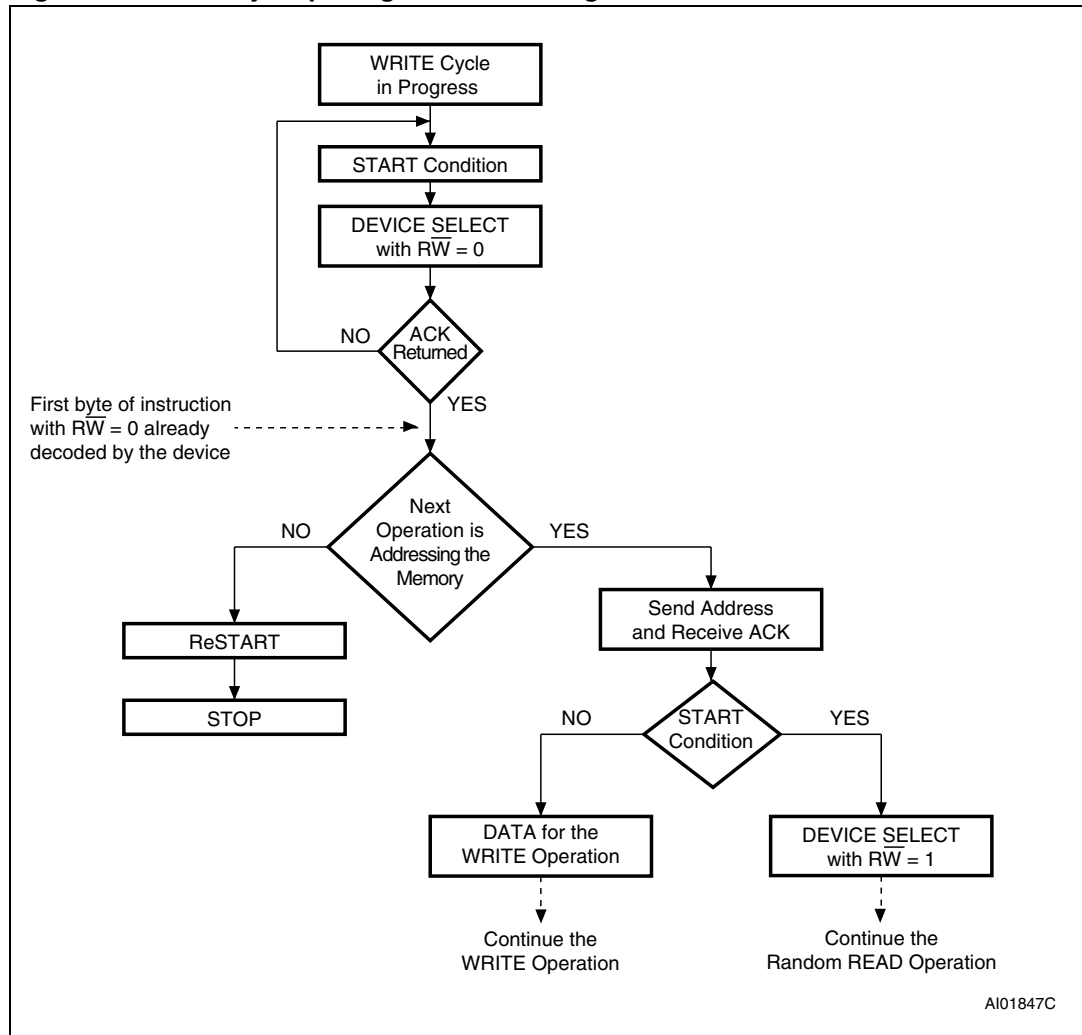 WRITE Cycle
in Progress
START Condition
DEVICE SELECT
with RW̅ = 0
NO
ACK
Returned
YES
First byte of instruction
with RW̅ = 0 already
decoded by the device
Next
Operation is
Addressing the
Memory
NO
YES
Send Address
and Receive ACK
ReSTART
STOP
NO
START
Condition
YES
DATA for the
WRITE Operation
DEVICE SELECT
with RW̅ = 1
Continue the
WRITE Operation
Continue the
Random READ Operation
AI01847C